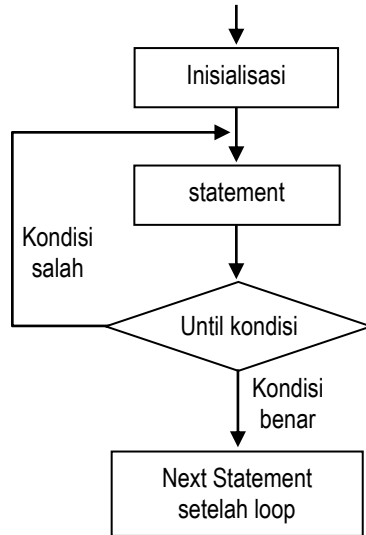 Inisialisasi
statement
Kondisi
salah
Until kondisi
Kondisi
benar
Next Statement
setelah loop